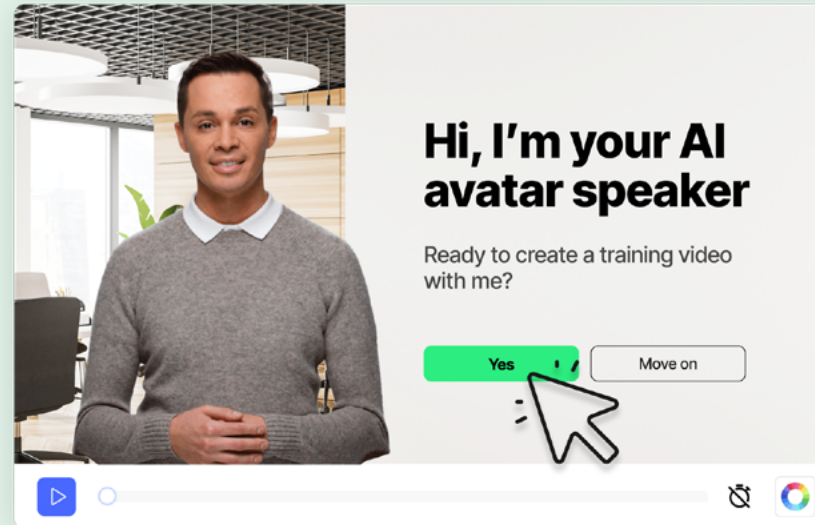 Hi, I’m your AI
avatar speaker
Ready to create a training video
with me?
Yes
Move on